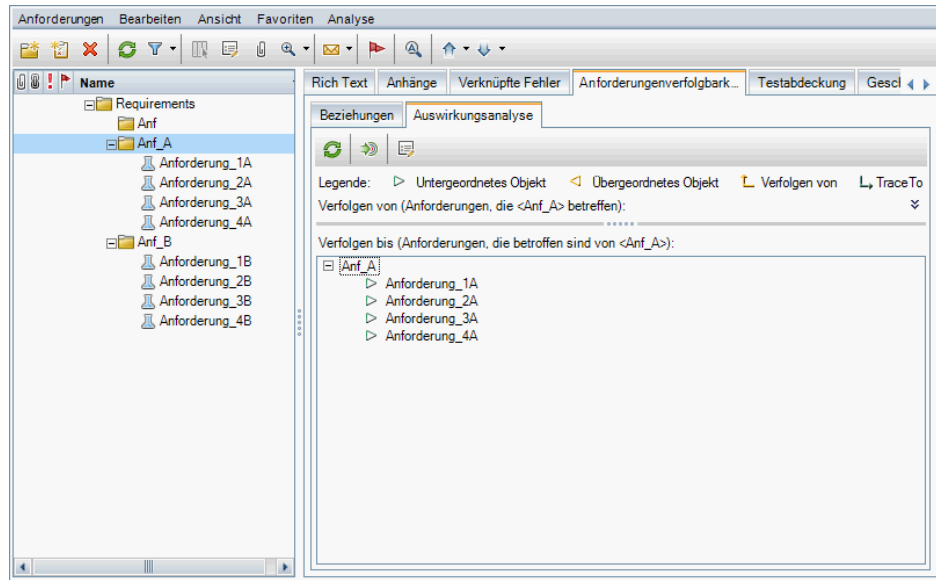 Anforderungen Bearbeiten Ansicht Favoriten Analyse
Name
Requirements
Anf
Anf_A
Anforderung_1A
Anforderung_2A
Anforderung_3A
Anforderung_4A
Anf_B
Anforderung_1B
Anforderung_2B
Anforderung_3B
Anforderung_4B
Rich Text Anhänge Verknüpfte Fehler Anforderungenverfolgbark... Testabdeckung Gescl
Beziehungen Auswirkungsanalyse
Legende: Untergeordnetes Objekt Übergeordnetes Objekt Verfolgen von TraceTo
Verfolgen von (Anforderungen, die <Anf_A> betreffen):
Verfolgen bis (Anforderungen, die betroffen sind von <Anf_A>):
Anf_A
Anforderung_1A
Anforderung_2A
Anforderung_3A
Anforderung_4A